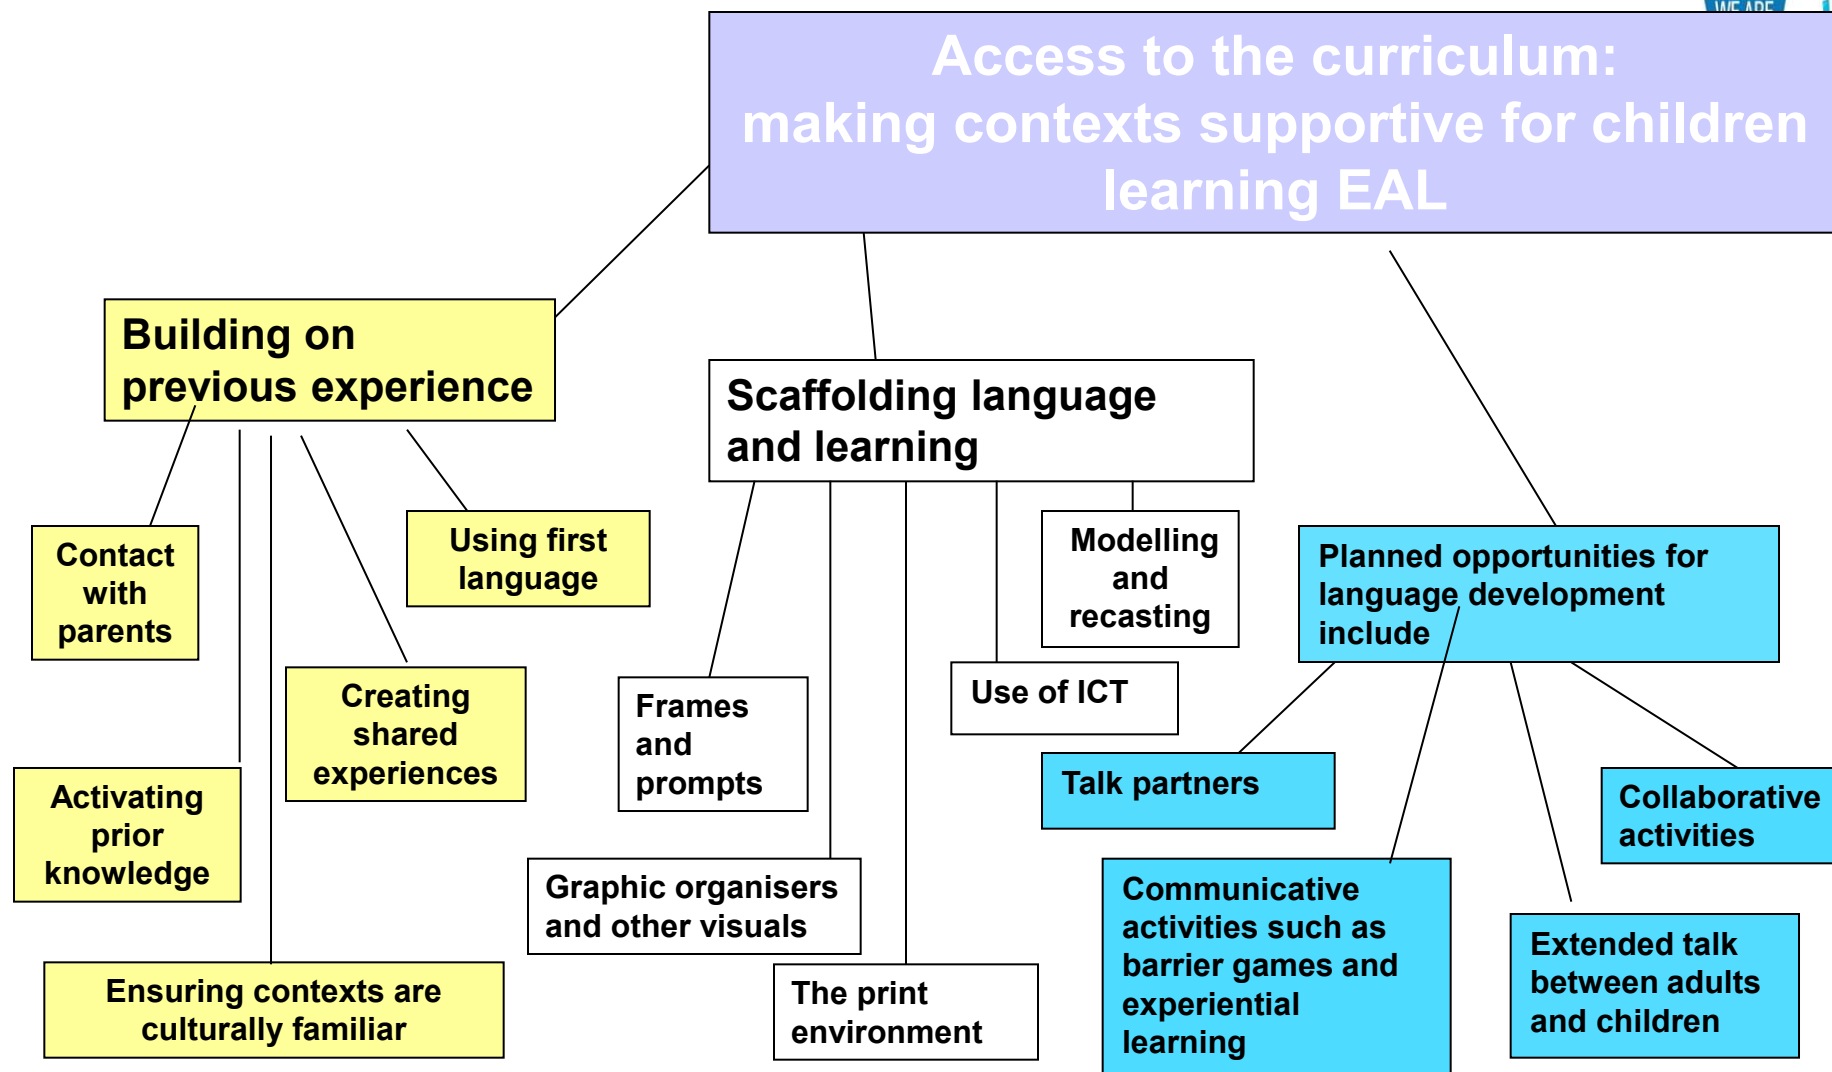 WE ARE
Access to the curriculum:
making contexts supportive for children
learning EAL
Building on
previous experience
Scaffolding language
and learning
Contact
with
parents
Using first
language
Modelling
and
recasting
Planned opportunities for
language development
include
Creating
shared
experiences
Frames
and
prompts
Use of ICT
Talk partners
Collaborative
activities
Activating
prior
knowledge
Graphic organisers
and other visuals
Communicative
activities such as
barrier games and
experiential
learning
Extended talk
between adults
and children
Ensuring contexts are
culturally familiar
The print
environment